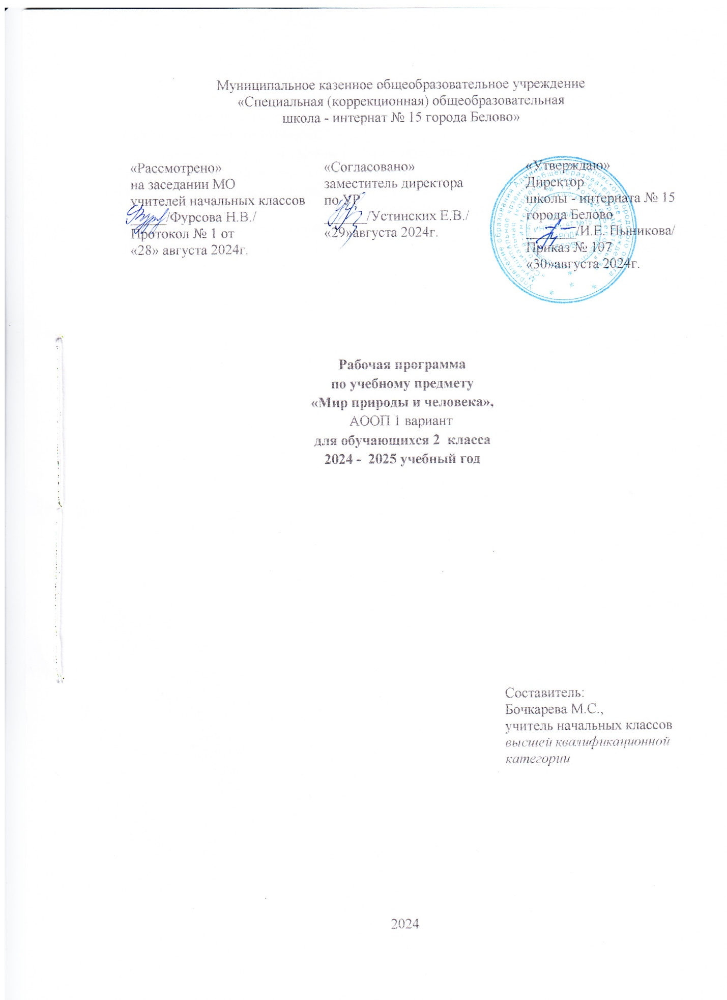 Муниципальное казенное общеобразовательное учреждение
«Специальная (коррекционная) общеобразовательная
школа - интернат № 15 города Белово»
«Рассмотрено»
на заседании МО
учителей начальных классов
_____/Фурсова Н.В./
Протокол № 1 от
«28» августа 2024г.
«Согласовано»
заместитель директора
по УР
______/Устинских Е.В./
«29»августа 2024г.
«Утверждаю»
Директор
школы - интерната № 15
города Белово
_______/И.Е. Пыникова/
Приказ № 107
«30»августа 2024г.
Рабочая программа
по учебному предмету
«Мир природы и человека»,
АООП 1 вариант
для обучающихся 2 класса
2024 - 2025 учебный год
Составитель:
Бочкарева М.С.,
учитель начальных классов
высшей квалификационной
категории
2024